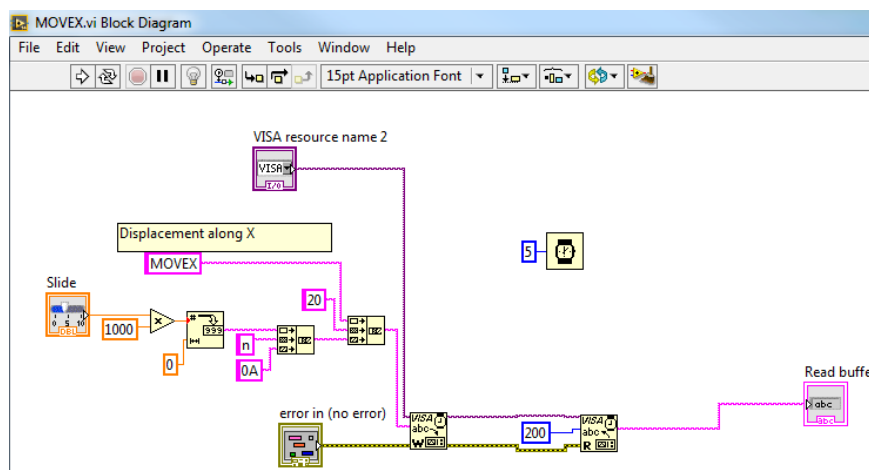 MOVEX.vi Block Diagram
File Edit View Project Operate Tools Window Help
15pt Application Font
VISA resource name 2
VISA
I/O
Displacement along X
MOVEX
5
Slide
20
0 5 10
DBL
1000
#
999
n
0
0A
Read buffe
error in (no error)
abc
abc
VISA
abc
W
200
VISA
abc
R